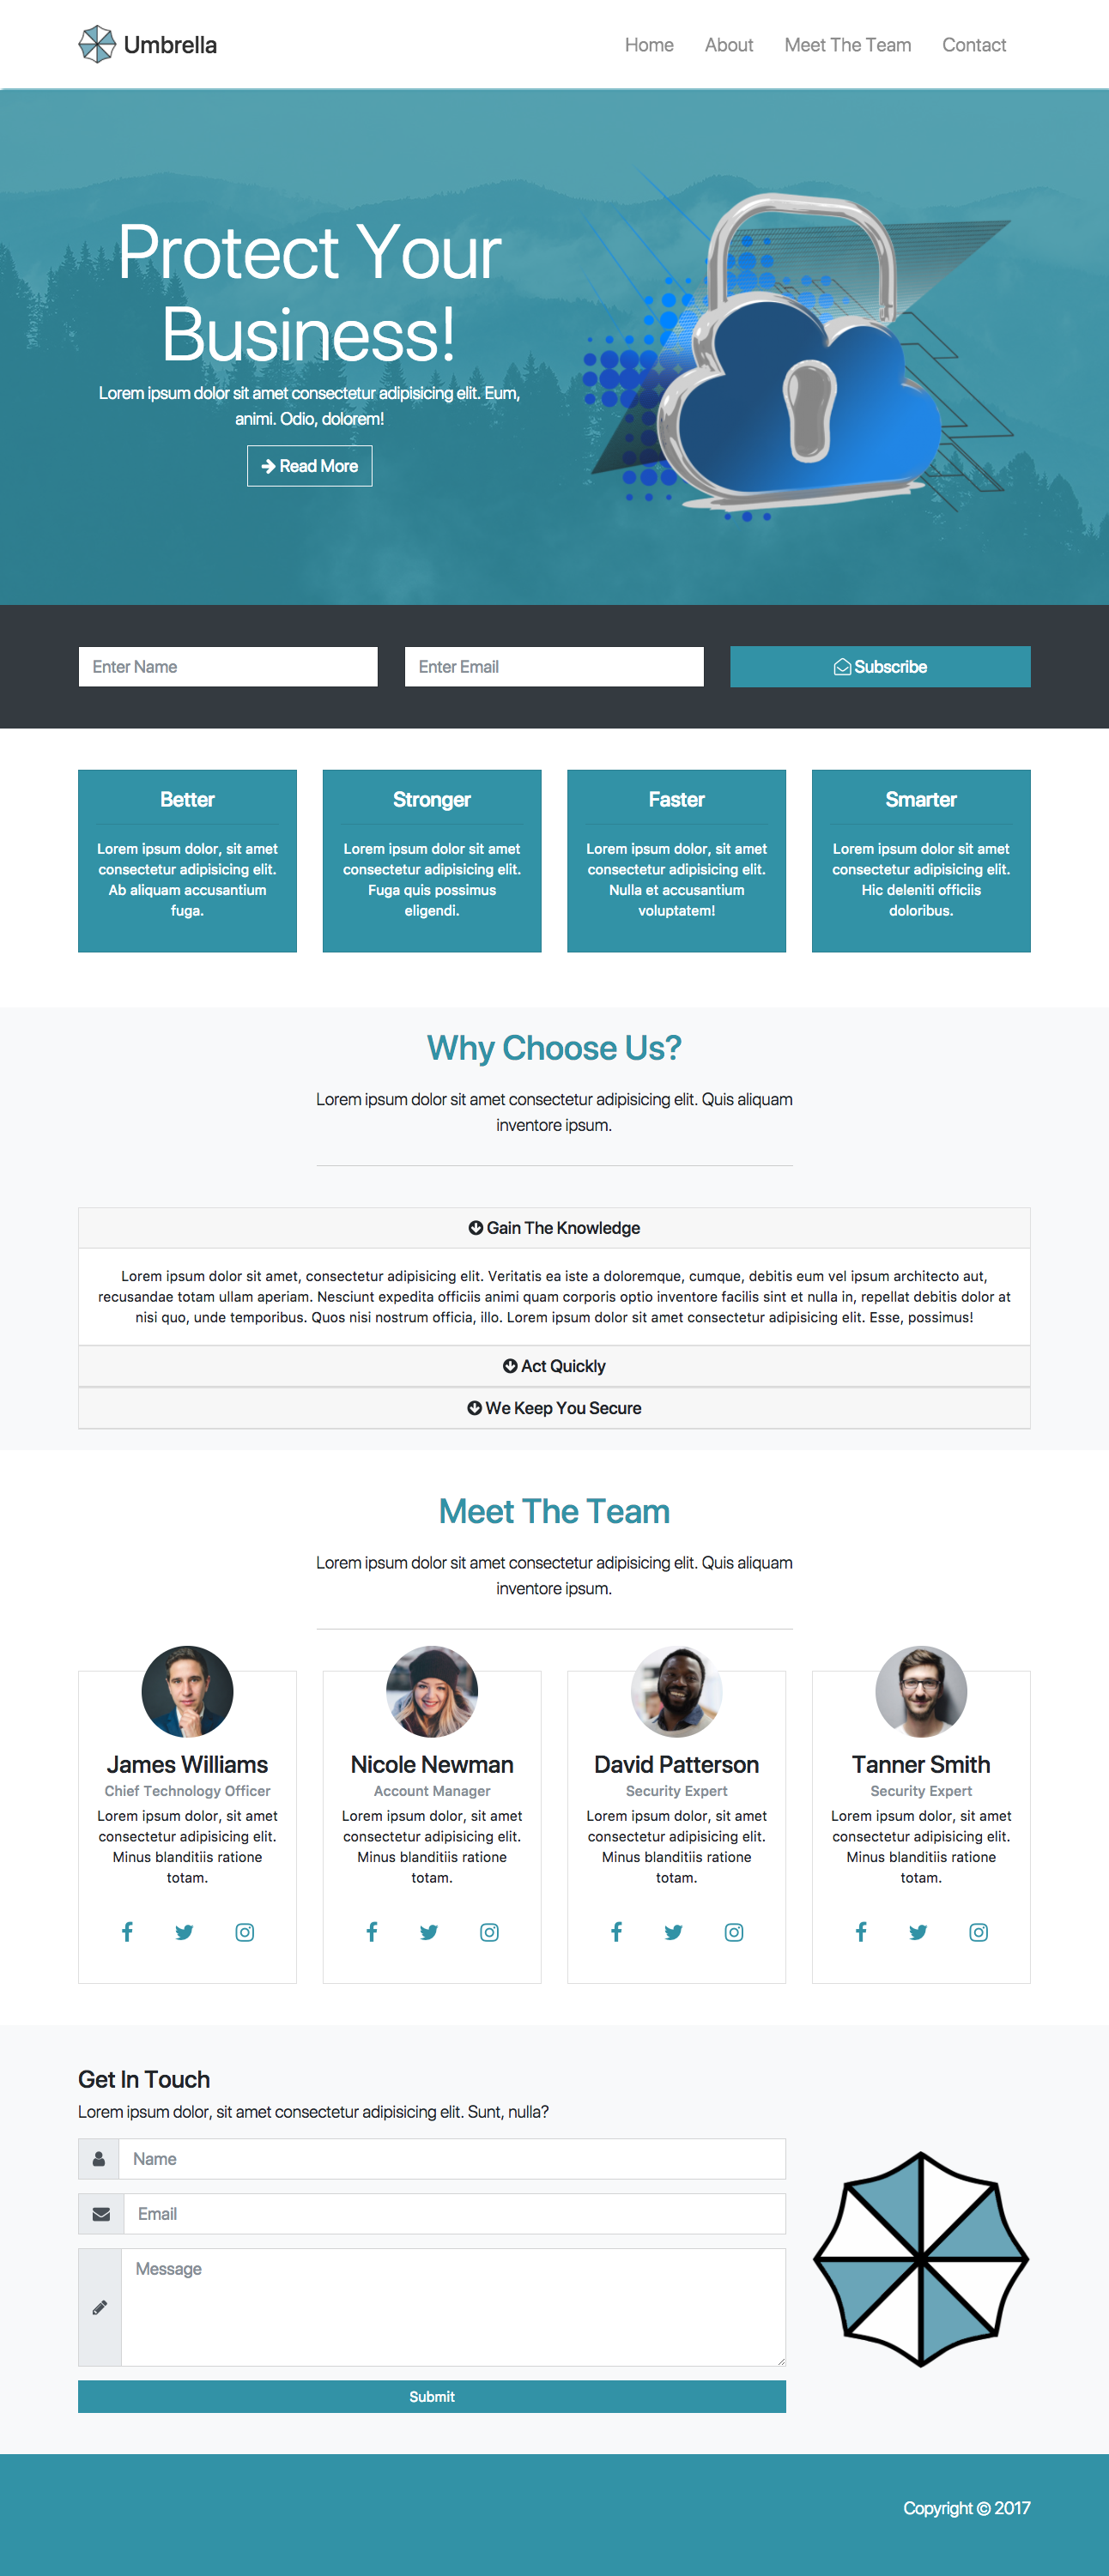 Umbrella
Home About Meet The Team Contact
Protect Your
Business!
Lorem ipsum dolor sit amet consectetur adipisicing elit. Eum,
animi. Odio, dolorem!
Read More
Enter Name
Enter Email
Subscribe
Better
Lorem ipsum dolor, sit amet
consectetur adipisicing elit.
Ab aliquam accusantium
fuga.
Stronger
Lorem ipsum dolor sit amet
consectetur adipisicing elit.
Fuga quis possimus
eligendi.
Faster
Lorem ipsum dolor, sit amet
consectetur adipisicing elit.
Nulla et accusantium
voluptatem!
Smarter
Lorem ipsum dolor sit amet
consectetur adipisicing elit.
Hic deleniti officiis
doloribus.
Why Choose Us?
Lorem ipsum dolor sit amet consectetur adipisicing elit. Quis aliquam
inventore ipsum.
Gain The Knowledge
Lorem ipsum dolor sit amet, consectetur adipisicing elit. Veritatis ea iste a doloremque, cumque, debitis eum vel ipsum architecto aut,
recusandae totam ullam aperiam. Nesciunt expedita officiis animi quam corporis optio inventore facilis sint et nulla in, repellat debitis dolor at
nisi quo, unde temporibus. Quos nisi nostrum officia, illo. Lorem ipsum dolor sit amet consectetur adipisicing elit. Esse, possimus!
Act Quickly
We Keep You Secure
Meet The Team
Lorem ipsum dolor sit amet consectetur adipisicing elit. Quis aliquam
inventore ipsum.
James Williams
Chief Technology Officer
Lorem ipsum dolor, sit amet
consectetur adipisicing elit.
Minus blanditiis ratione
totam.
Nicole Newman
Account Manager
Lorem ipsum dolor, sit amet
consectetur adipisicing elit.
Minus blanditiis ratione
totam.
David Patterson
Security Expert
Lorem ipsum dolor, sit amet
consectetur adipisicing elit.
Minus blanditiis ratione
totam.
Tanner Smith
Security Expert
Lorem ipsum dolor, sit amet
consectetur adipisicing elit.
Minus blanditiis ratione
totam.
Get In Touch
Lorem ipsum dolor, sit amet consectetur adipisicing elit. Sunt, nulla?
Name
Email
Message
Submit
Copyright © 2017